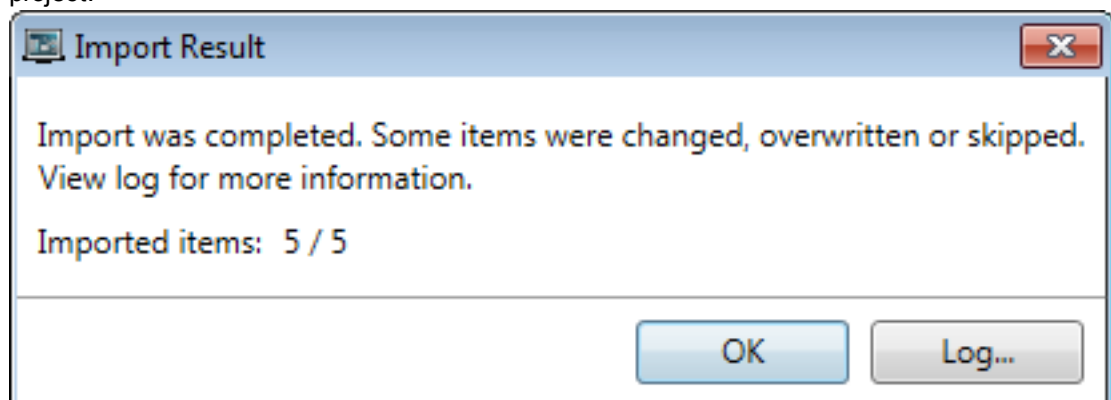 project.
Import Result
Import was completed. Some items were changed, overwritten or skipped.
View log for more information.
Imported items: 5 / 5
OK
Log...